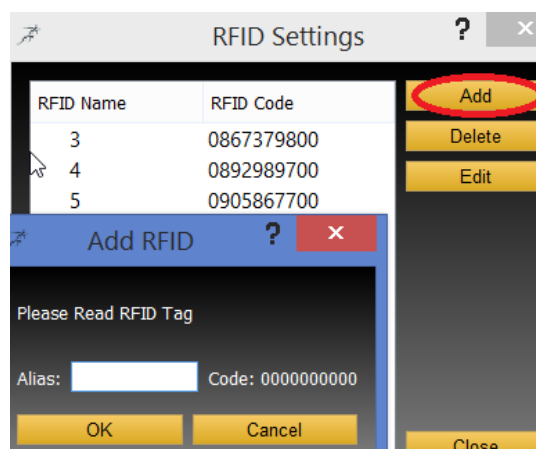 RFID Settings ? ×
RFID Name RFID Code Add
3 0867379800 Delete
4 0892989700 Edit
5 0905867700
Add RFID ? ×
Please Read RFID Tag
Alias: Code: 0000000000
OK Cancel
Close